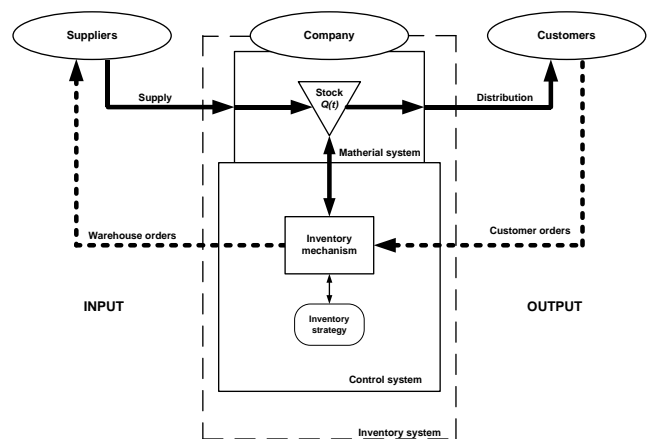 Suppliers
Company
Customers
Supply
Stock
Q(t)
Distribution
Matherial system
Warehouse orders
Inventory
mechanism
Customer orders
INPUT
OUTPUT
Inventory
strategy
Control system
Inventory system